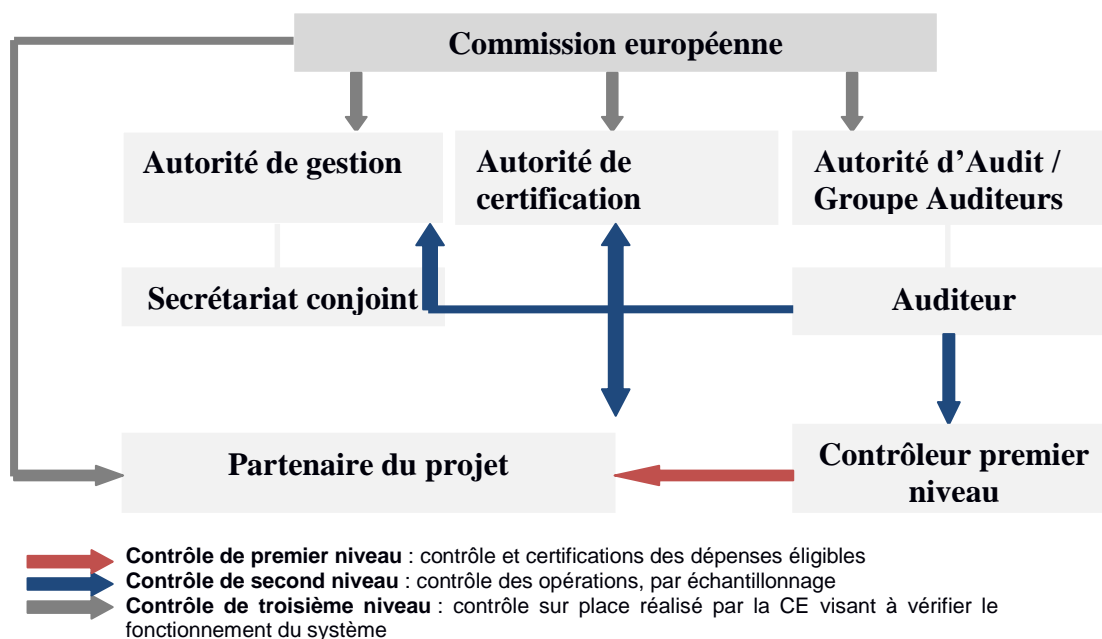 Commission européenne
Autorité de gestion
Autorité de
certification
Autorité d’Audit /
Groupe Auditeurs
Secrétariat conjoint
Auditeur
Partenaire du projet
Contrôleur premier
niveau
Contrôle de premier niveau : contrôle et certifications des dépenses éligibles
Contrôle de second niveau : contrôle des opérations, par échantillonnage
Contrôle de troisième niveau : contrôle sur place réalisé par la CE visant à vérifier le
fonctionnement du système